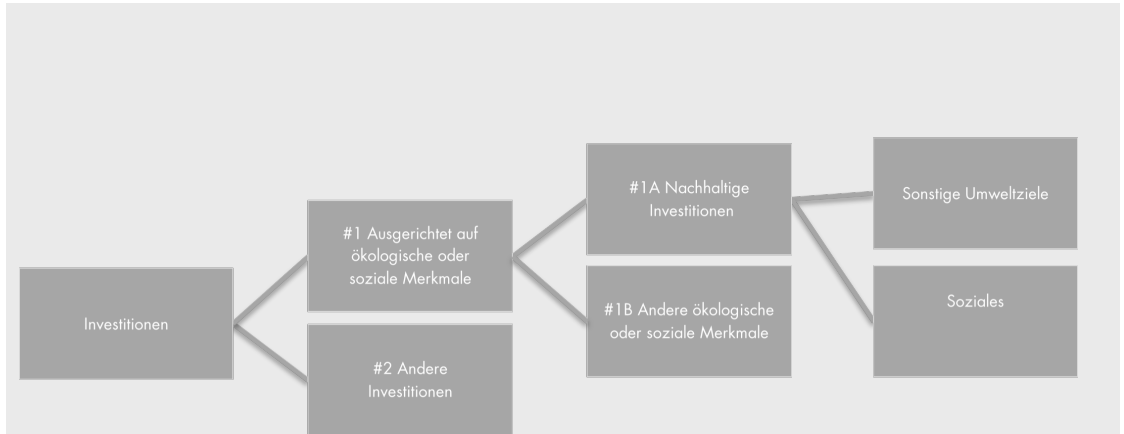 Investitionen
#1 Ausgerichtet auf
ökologische oder
soziale Merkmale
#2 Andere
Investitionen
#1A Nachhaltige
Investitionen
#1B Andere ökologische
oder soziale Merkmale
Sonstige Umweltziele
Soziales